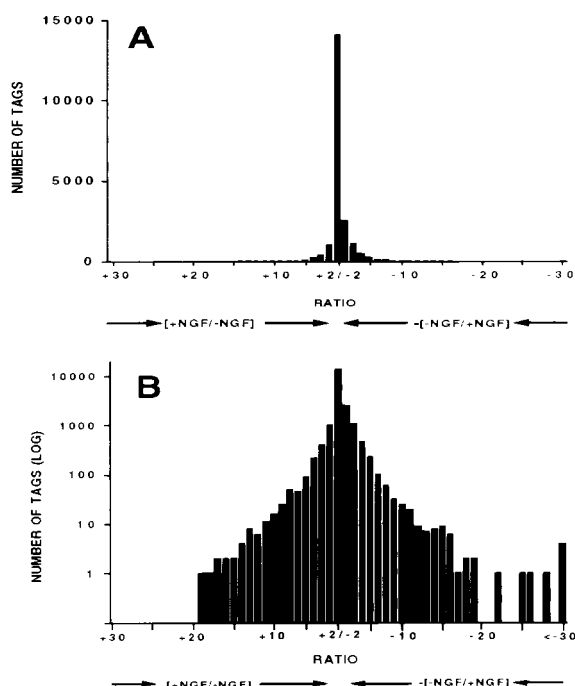 A
NUMBER OF TAGS
15000
10000
5000
0
+30 +20 +10 +2/-2 -10 -20 -30
RATIO
[+NGF/-NGF] -[-NGF/+NGF]
B
NUMBER OF TAGS (LOG)
10000
1000
100
10
1
+30 +20 +10 +2/-2 -10 -20 <-30
RATIO
[+NGF/-NGF] -[-NGF/+NGF]